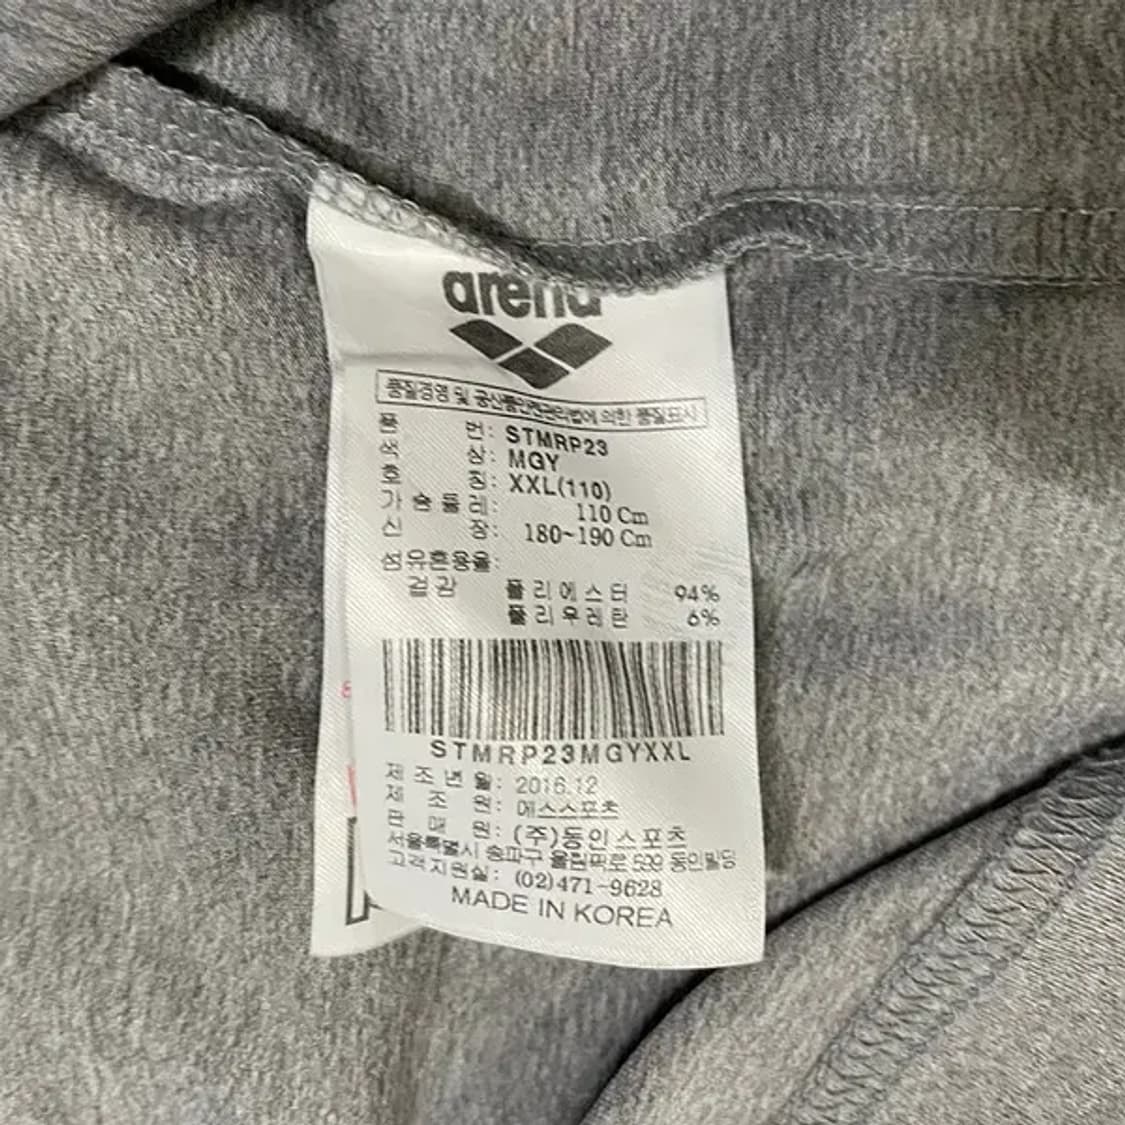 arena
품질경영 및 공산품안전관리법에 의한 품질표시
품 번: STMRP23
색 상: MGY
호 칭: XXL(110)
가슴둘레: 110 Cm
신 장: 180~190 Cm
섬유혼용율:
겉감 폴리에스터 94%
폴리우레탄 6%
STMRP23MGYXXL
제조년월: 2016.12
제 조 원: 에스스포츠
판 매 원: (주)동인스포츠
서울특별시 송파구 올림픽로 539 동인빌딩
고객지원실: (02)471-9628
MADE IN KOREA